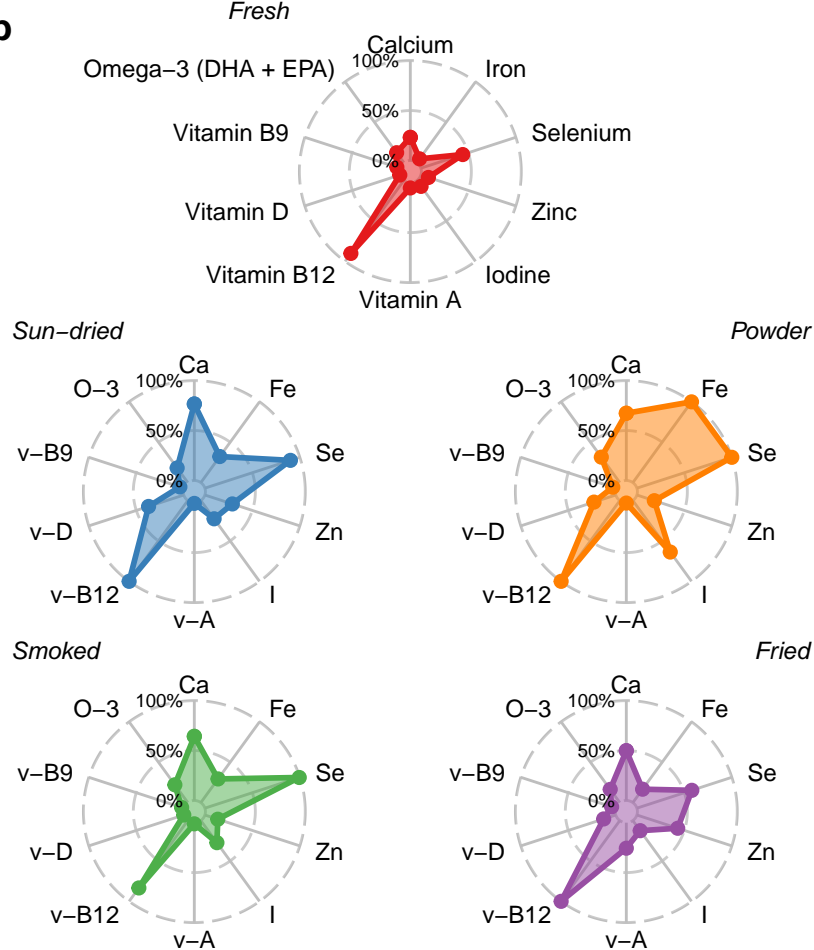 b
Fresh
Calcium
100%
Omega−3 (DHA + EPA)
Iron
50%
Vitamin B9
Selenium
0%
Vitamin D
Zinc
Vitamin B12
Iodine
Vitamin A
Sun−dried
Ca
100%
O−3
Fe
50%
v−B9
Se
0%
v−D
Zn
v−B12
I
v−A
Powder
Ca
100%
O−3
Fe
50%
v−B9
Se
0%
v−D
Zn
v−B12
I
v−A
Smoked
Ca
100%
O−3
Fe
50%
v−B9
Se
0%
v−D
Zn
v−B12
I
v−A
Fried
Ca
100%
O−3
Fe
50%
v−B9
Se
0%
v−D
Zn
v−B12
I
v−A